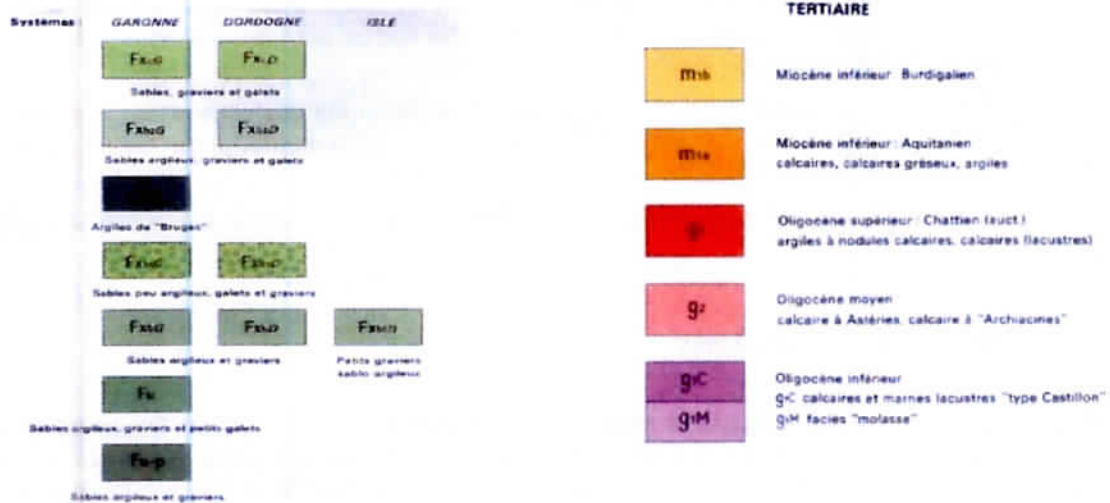 Systèmes : GARONNE DORDOGNE ISLE
Sables, graviers et galets
Sables argileux, graviers et galets
Argiles de "Bruges"
Sables peu argileux, galets et graviers
Sables argileux et graviers
Petits graviers
sablo argileux
Sables argileux, graviers et petits galets
Fu-p
Sables argileux et graviers
TERTIAIRE
m1b Miocène inférieur Burdigalien
m1a Miocène inférieur : Aquitanien
calcaires, calcaires gréseux, argiles
Oligocène supérieur : Chattien (auct.)
argiles à nodules calcaires, calcaires (lacustres)
g2 Oligocène moyen
calcaire à Astéries, calcaire à "Archiacines"
g1C Oligocène inférieur
g1C calcaires et marnes lacustres "type Castillon"
g1M g1M facies "molasse"